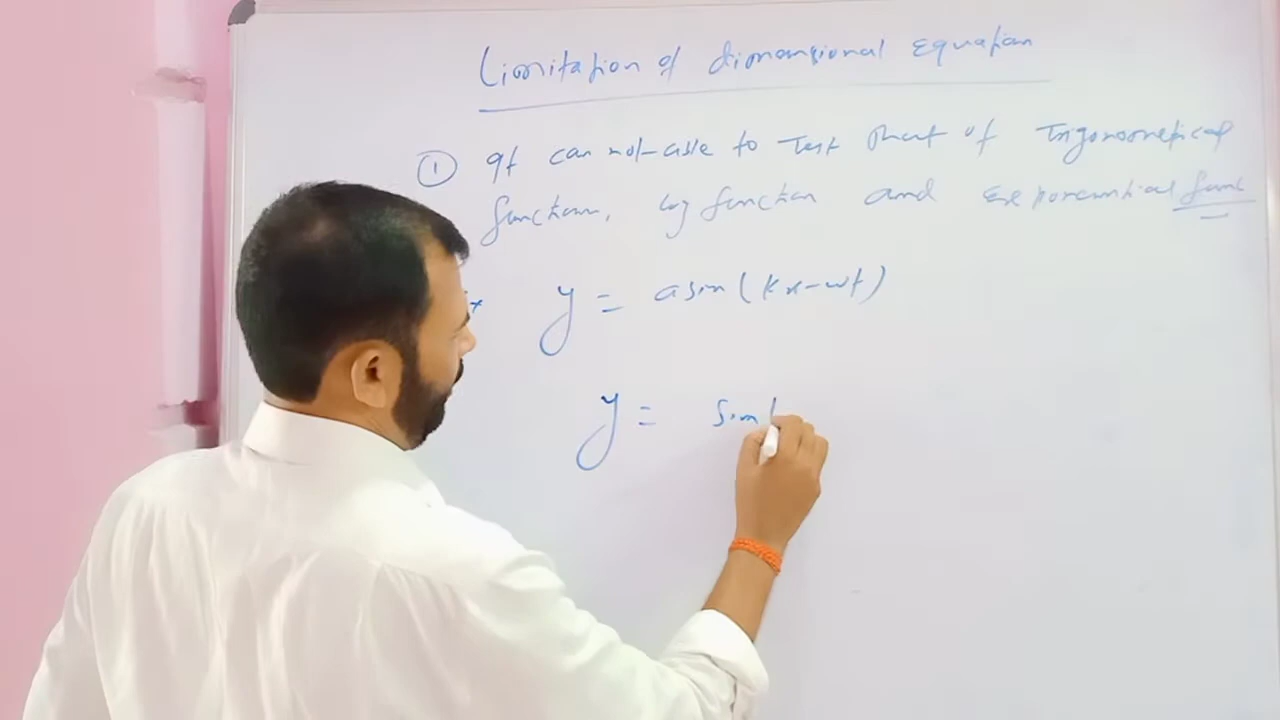 Limitation of dimensional Equation
① It can not able to Test that of Trigonometrical
function, log function and Exponential func
y = a sin (kx-wt)
y = sin(